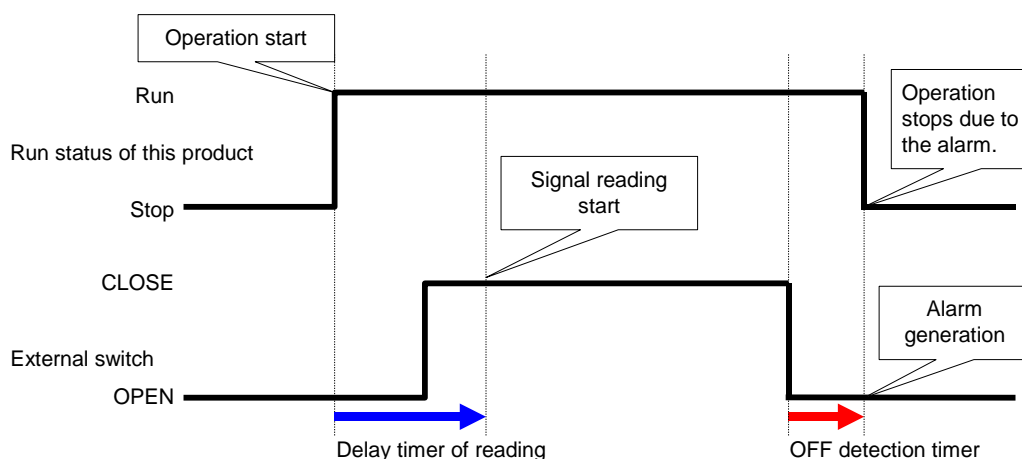 Operation start
Run
Operation
stops due to
the alarm.
Run status of this product
Signal reading
start
Stop
CLOSE
Alarm
generation
External switch
OPEN
Delay timer of reading
OFF detection timer